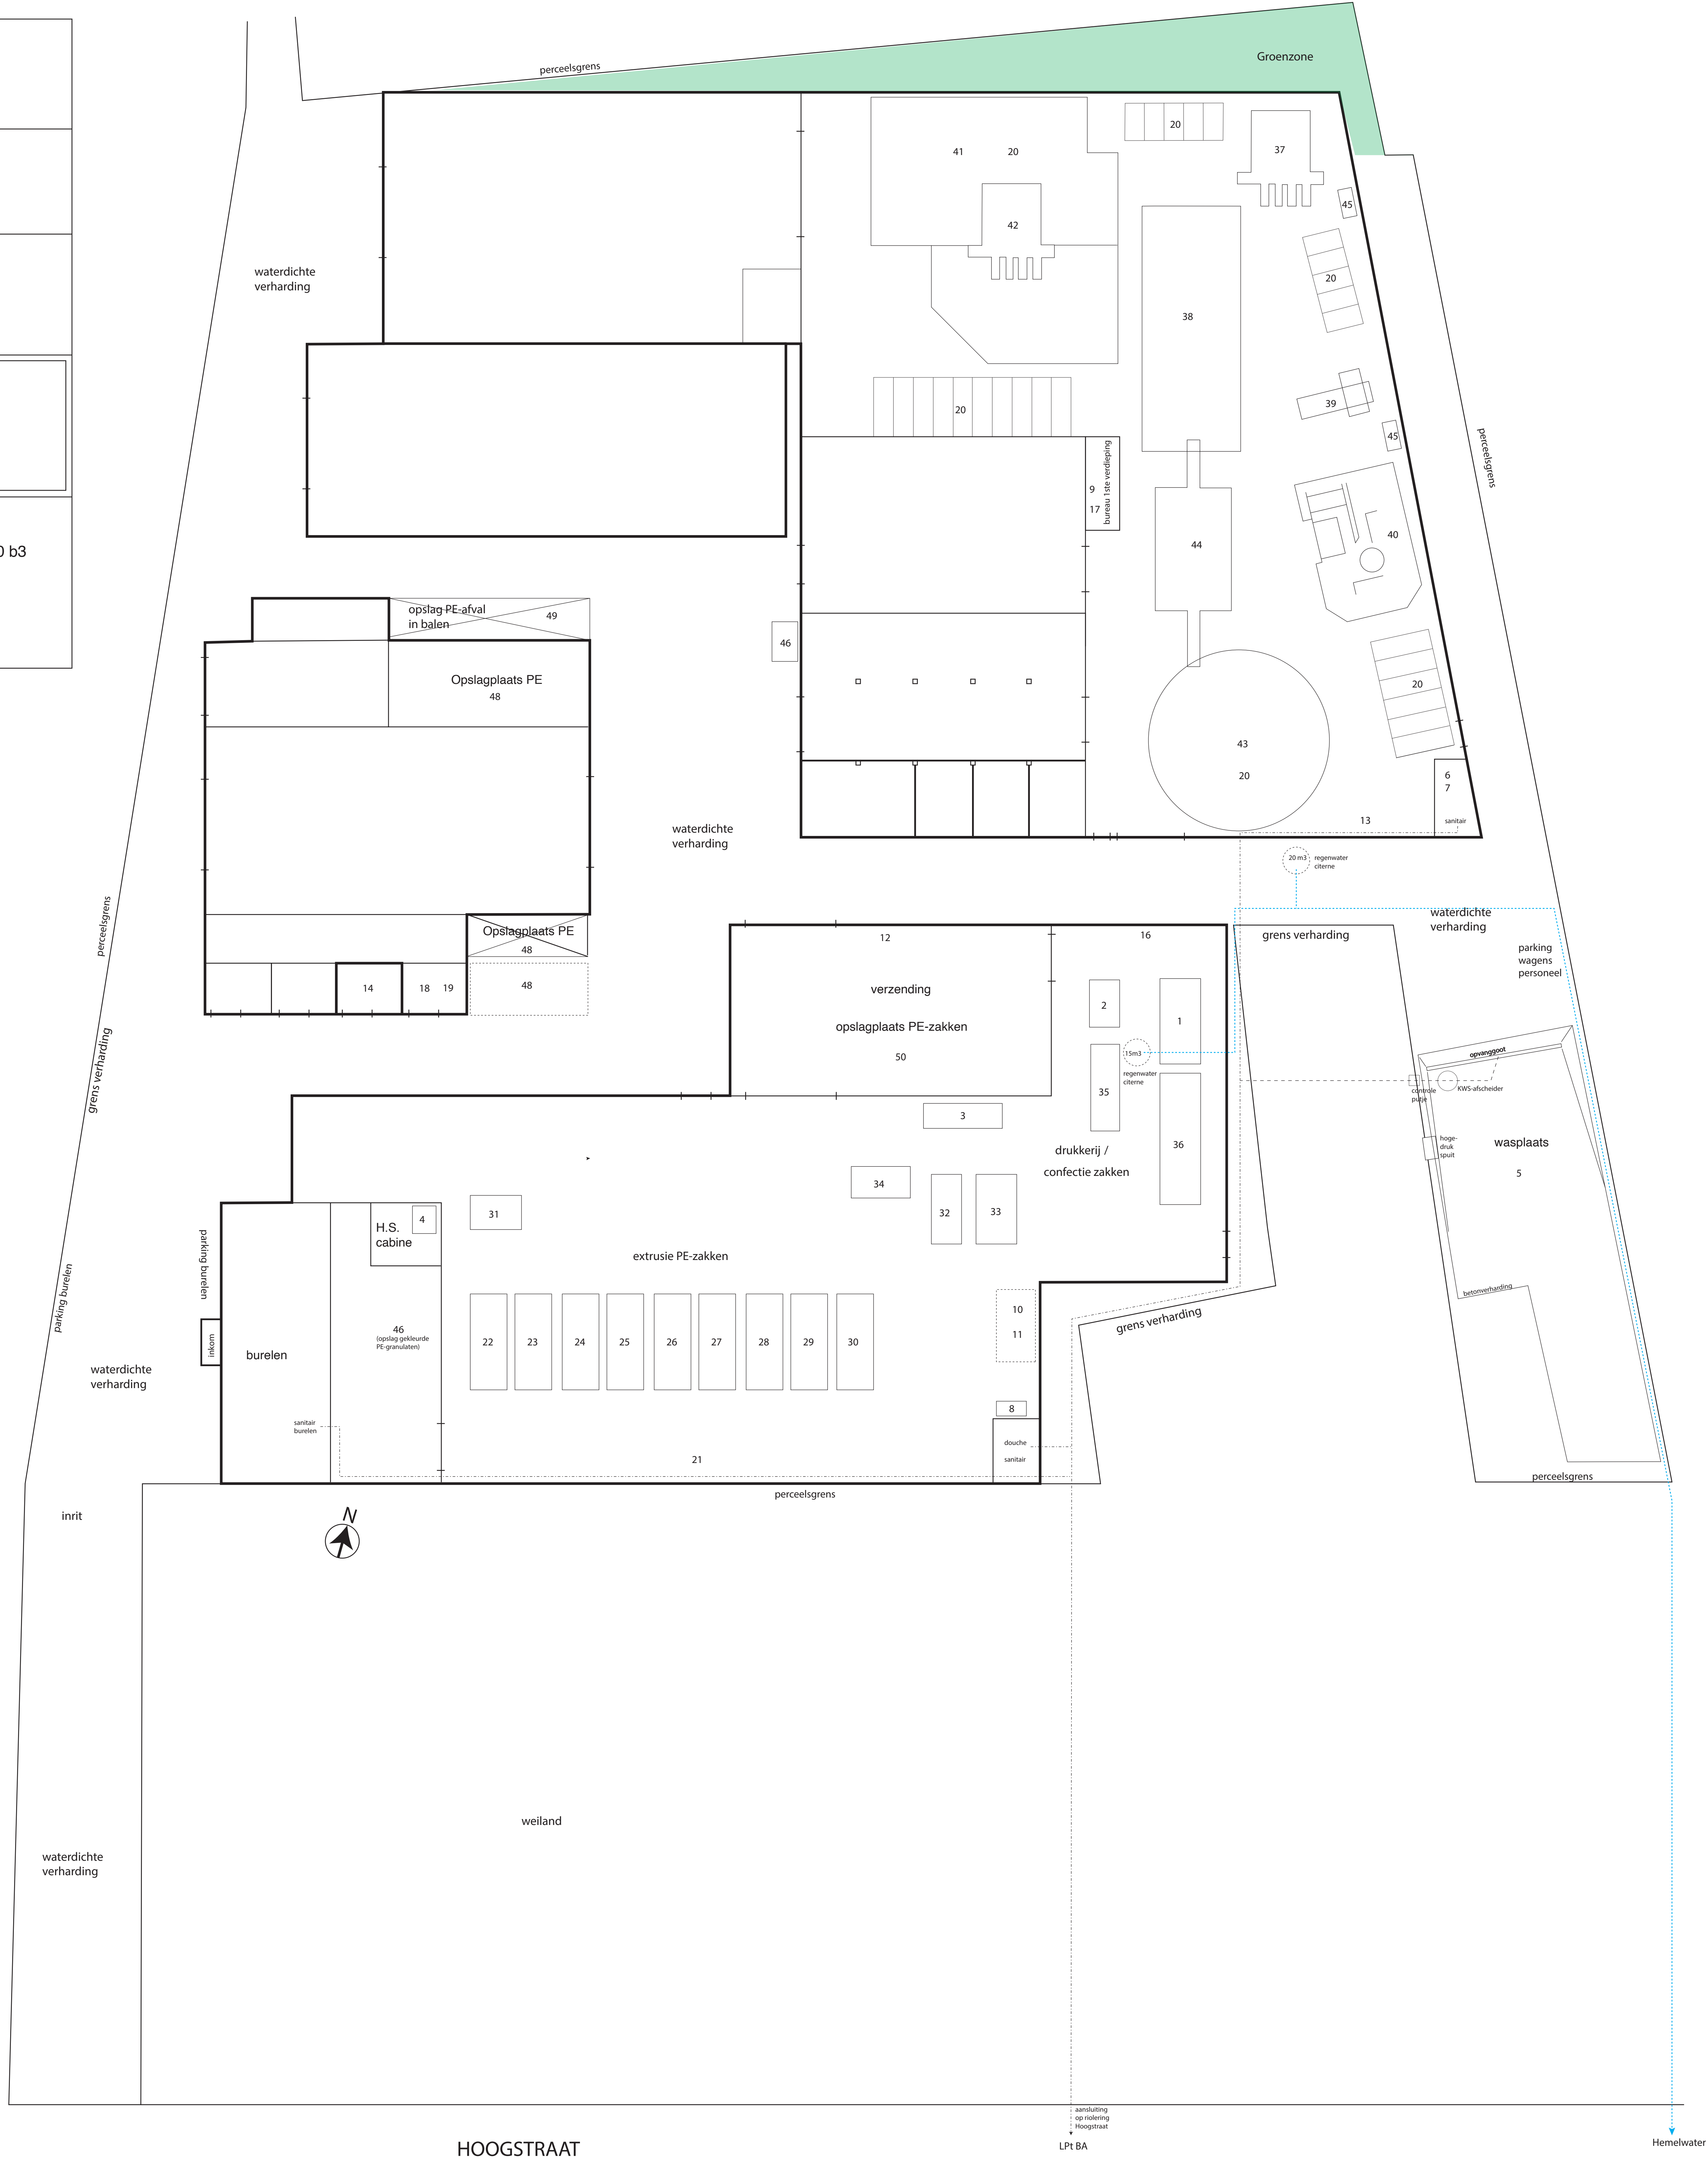 Groenzone
perceelsgrens
20
37
41
20
45
42
waterdichte
verharding
20
38
39
20
45
perceelsgrens
9
17
bureau 1ste verdieping
40
44
0 b3
opslag PE-afval
in balen
49
46
Opslagplaats PE
48
20
43
20
6
7
13
sanitair
waterdichte
verharding
20 m3
regenwater
citerne
perceelsgrens
waterdichte
verharding
Opslagplaats PE
48
12
16
grens verharding
parking
wagens
personeel
14
18
19
48
verzending
2
1
opslagplaats PE-zakken
50
15m3
regenwater
citerne
35
grens verharding
opvanggoot
controle
putje
KWS-afscheider
3
36
hoge-
druk
spuit
wasplaats
5
drukkerij /
confectie zakken
34
31
32
33
4
H.S.
cabine
parking burelen
extrusie PE-zakken
parking burelen
betonverharding
10
11
grens verharding
46
(opslag gekleurde
PE-granulaten)
22
23
24
25
26
27
28
29
30
inkom
burelen
waterdichte
verharding
8
sanitair
burelen
douche
sanitair
21
perceelsgrens
perceelsgrens
inrit
N
weiland
waterdichte
verharding
aansluiting
op riolering
Hoogstraat
HOOGSTRAAT
LPt BA
Hemelwater